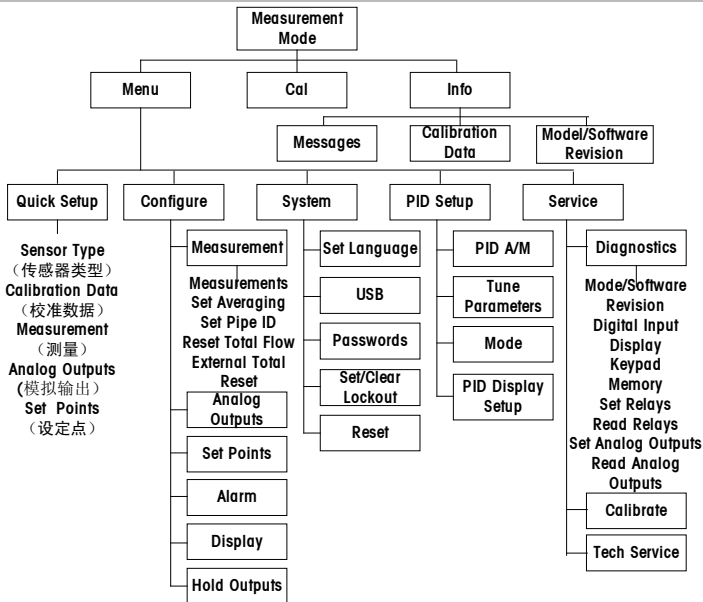 Measurement
Mode
Menu
Cal
Info
Messages
Calibration
Data
Model/Software
Revision
Quick Setup
Configure
System
PID Setup
Service
Sensor Type
（传感器类型）
Calibration Data
（校准数据）
Measurement
（测量）
Analog Outputs
(模拟输出）
Set Points
（设定点）
Measurement
Measurements
Set Averaging
Set Pipe ID
Reset Total Flow
External Total
Reset
Analog
Outputs
Set Points
Alarm
Display
Hold Outputs
Set Language
USB
Passwords
Set/Clear
Lockout
Reset
PID A/M
Tune
Parameters
Mode
PID Display
Setup
Diagnostics
Mode/Software
Revision
Digital Input
Display
Keypad
Memory
Set Relays
Read Relays
Set Analog Outputs
Read Analog
Outputs
Calibrate
Tech Service